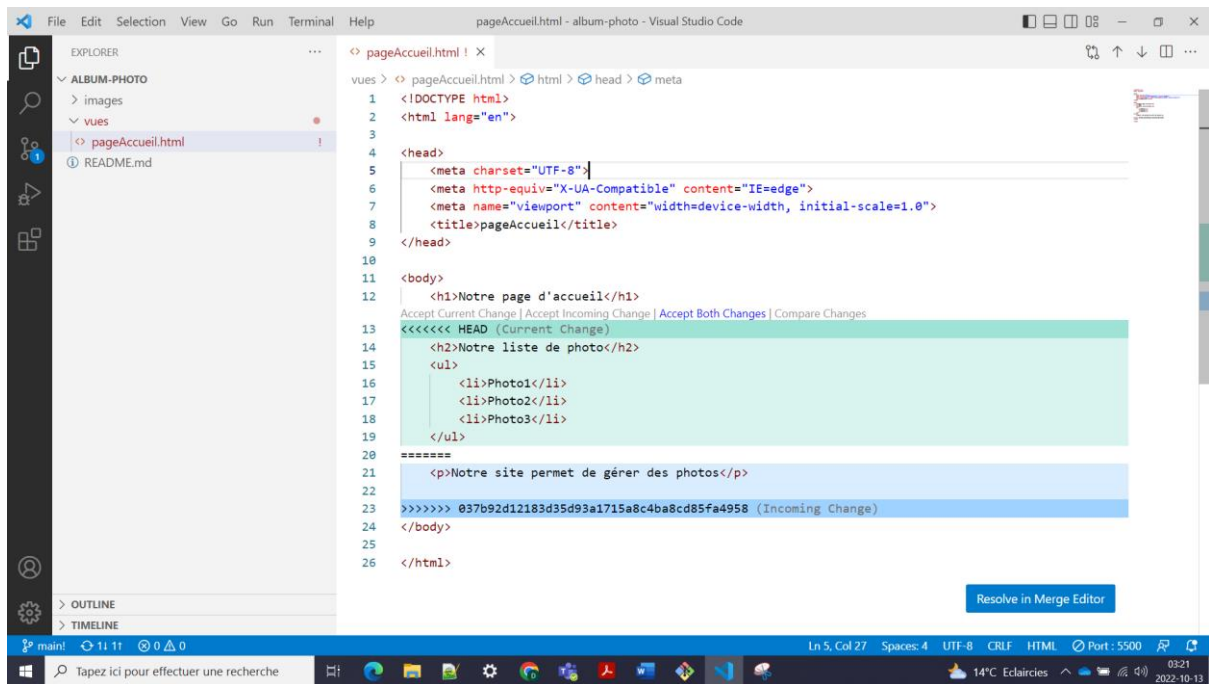 File Edit Selection View Go Run Terminal Help pageAccueil.html - album-photo - Visual Studio Code
EXPLORER
ALBUM-PHOTO
images
vues
pageAccueil.html !
README.md
OUTLINE
TIMELINE
pageAccueil.html !
vues > pageAccueil.html > html > head > meta
1 <!DOCTYPE html>
2 <html lang="en">
3
4 <head>
5 <meta charset="UTF-8">
6 <meta http-equiv="X-UA-Compatible" content="IE=edge">
7 <meta name="viewport" content="width=device-width, initial-scale=1.0">
8 <title>pageAccueil</title>
9 </head>
10
11 <body>
12 <h1>Notre page d'accueil</h1>
Accept Current Change | Accept Incoming Change | Accept Both Changes | Compare Changes
13 <<<<<<< HEAD (Current Change)
14 <h2>Notre liste de photo</h2>
15 <ul>
16 <li>Photo1</li>
17 <li>Photo2</li>
18 <li>Photo3</li>
19 </ul>
20 =======
21 <p>Notre site permet de gérer des photos</p>
22
23 >>>>>>> 037b92d12183d35d93a1715a8c4ba8cd85fa4958 (Incoming Change)
24 </body>
25
26 </html>
Resolve in Merge Editor
main! 1↓ 1↑ 0 0 Ln 5, Col 27 Spaces: 4 UTF-8 CRLF HTML Port : 5500
Tapez ici pour effectuer une recherche
14°C Eclaircies
03:21
2022-10-13